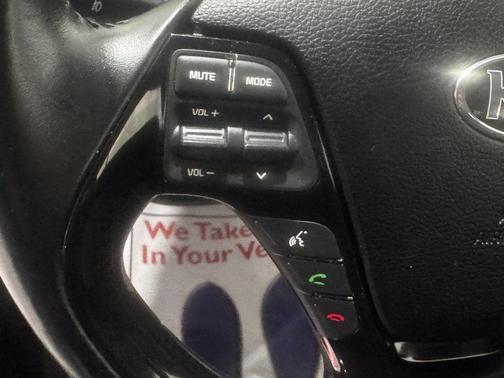 MUTE MODE
VOL +
VOL −
We Take
In Your Ve